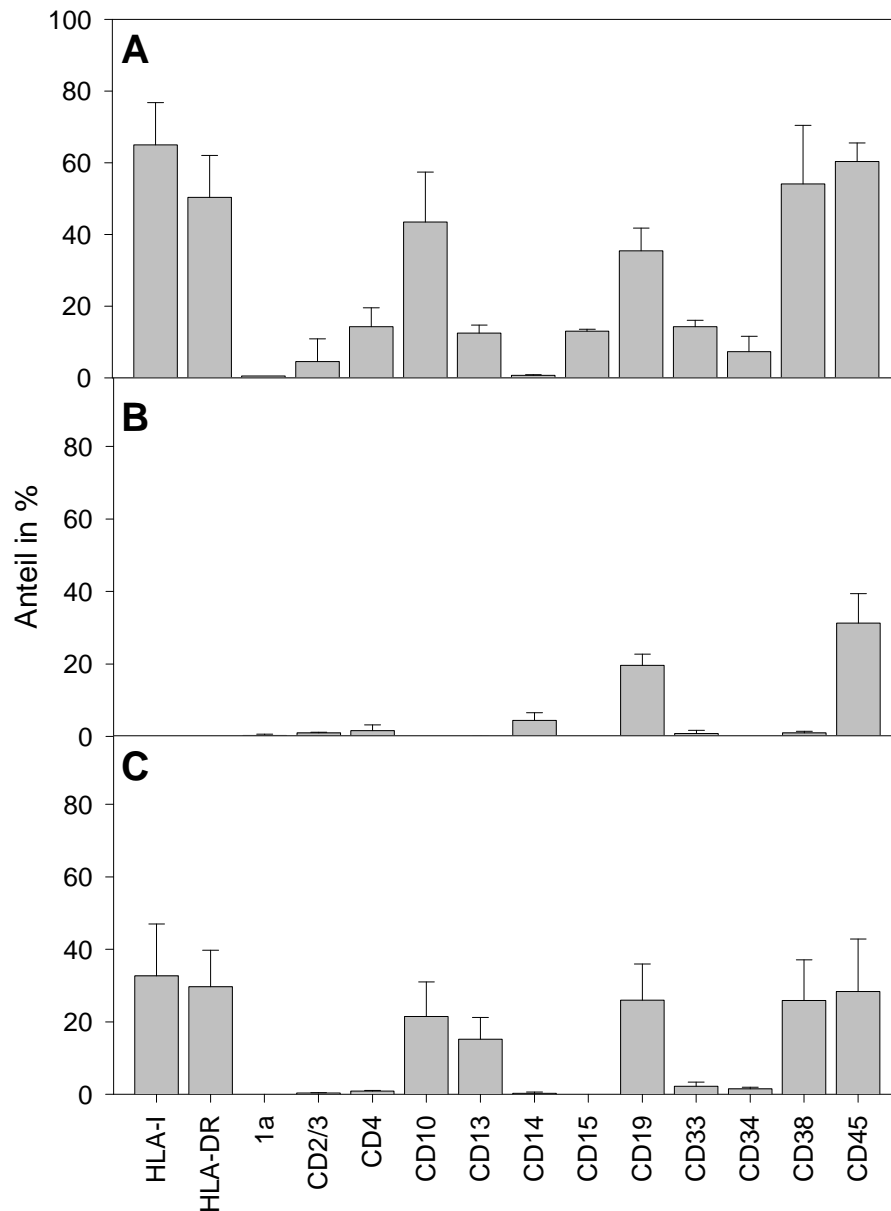 100
A
80
60
40
20
0
B
80
60
40
20
0
C
80
60
40
20
0
Anteil in %
HLA-I
HLA-DR
1a
CD2/3
CD4
CD10
CD13
CD14
CD15
CD19
CD33
CD34
CD38
CD45